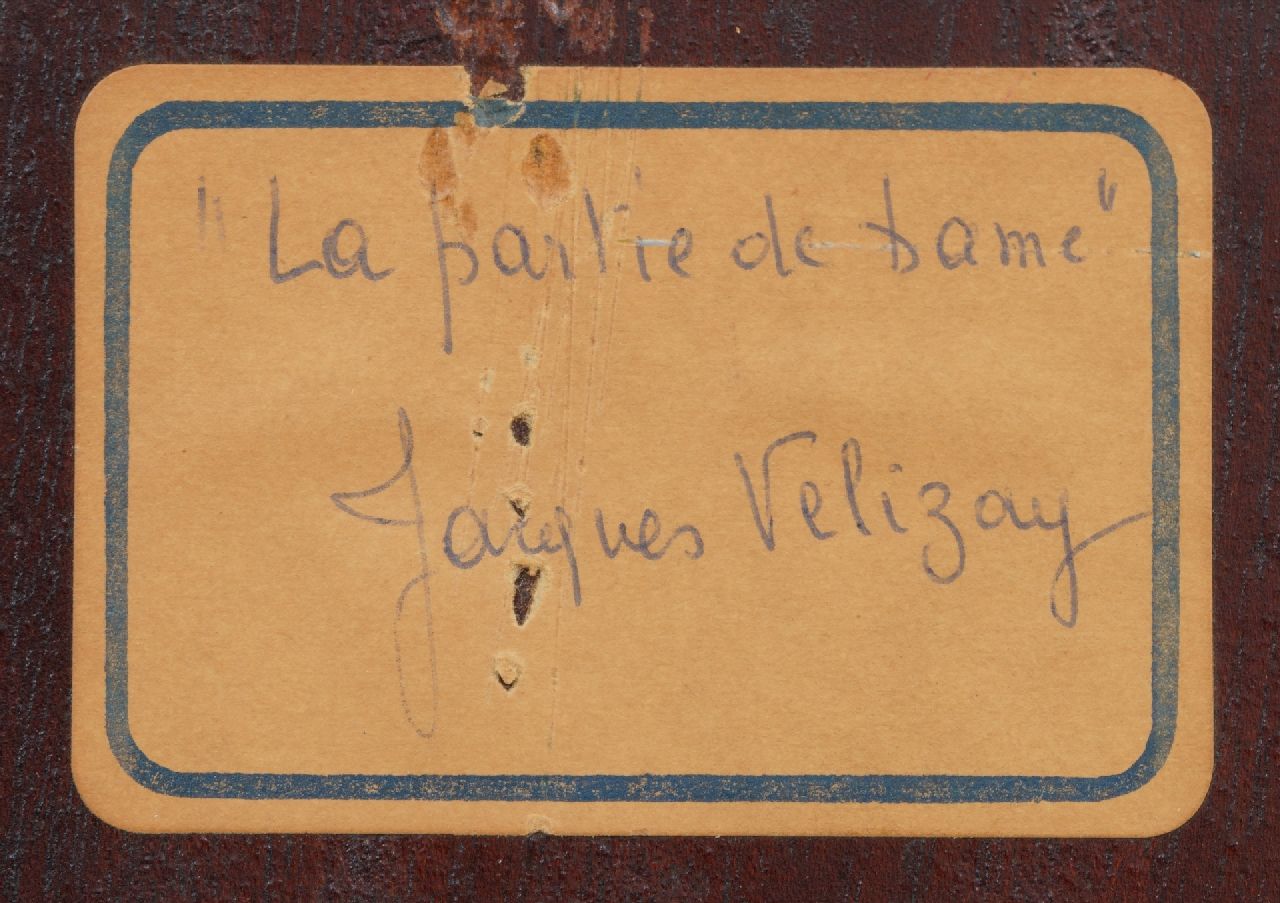 "La partie de Dame"
Jacques Velizay